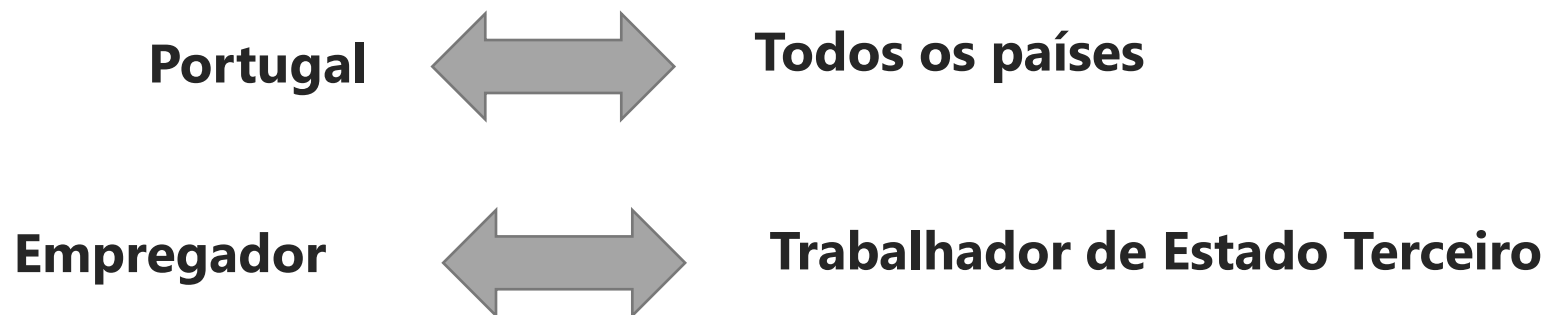 Portugal
Todos os países
Empregador
Trabalhador de Estado Terceiro